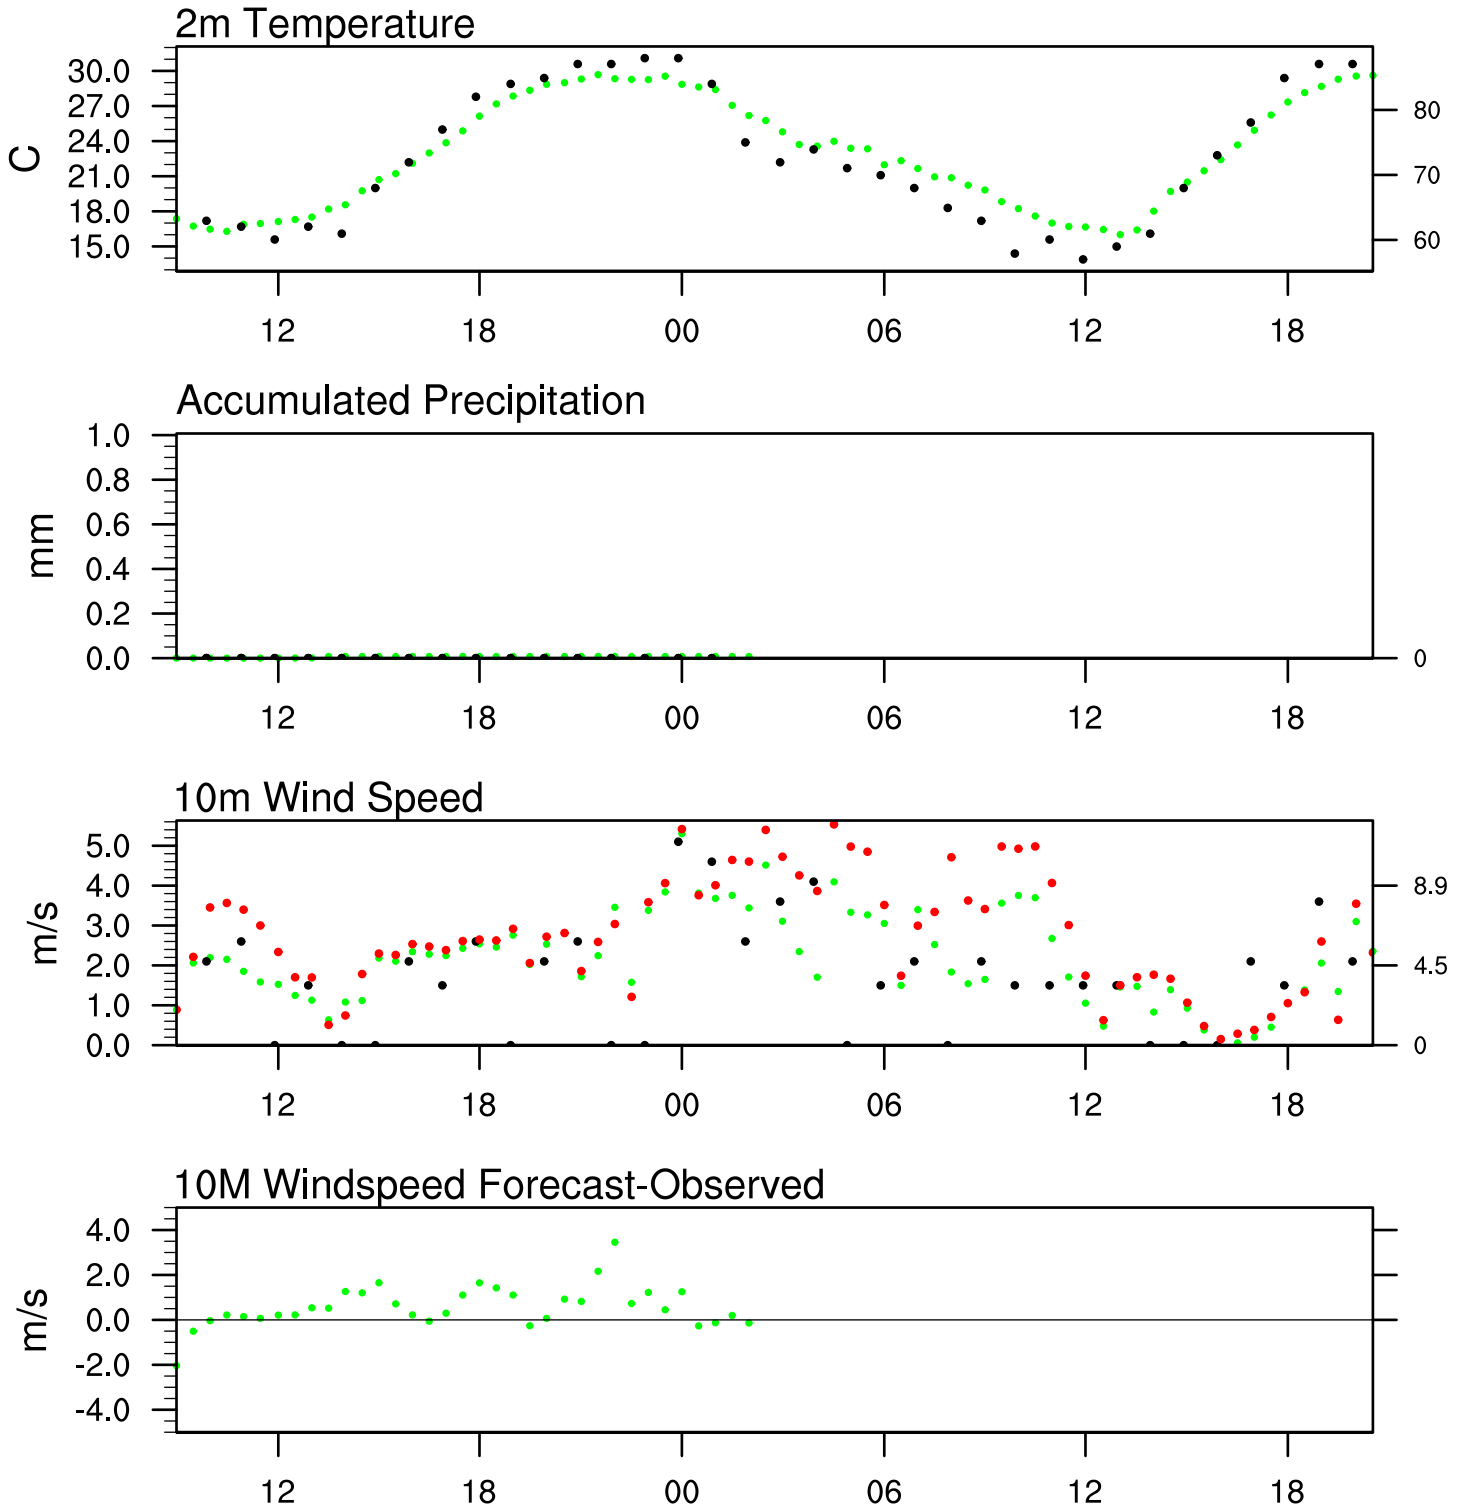 2m Temperature
30.0
27.0
24.0
21.0
18.0
15.0
C
80
70
60
12 18 00 06 12 18
Accumulated Precipitation
1.0
0.8
0.6
0.4
0.2
0.0
mm
0
12 18 00 06 12 18
10m Wind Speed
5.0
4.0
3.0
2.0
1.0
0.0
m/s
8.9
4.5
0
12 18 00 06 12 18
10M Windspeed Forecast-Observed
4.0
2.0
0.0
-2.0
-4.0
m/s
12 18 00 06 12 18